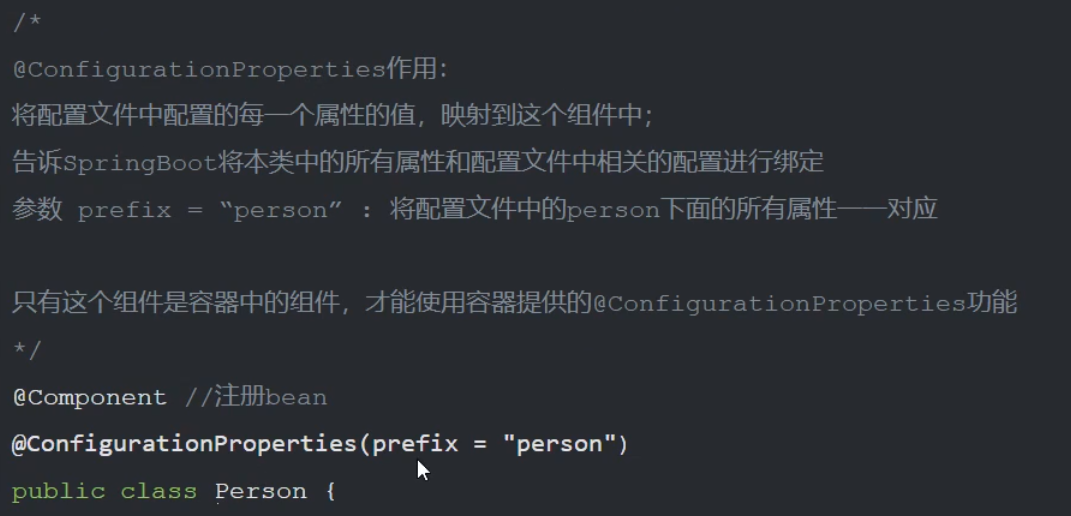 /*
@ConfigurationProperties作用：
将配置文件中配置的每一个属性的值，映射到这个组件中；
告诉SpringBoot将本类中的所有属性和配置文件中相关的配置进行绑定
参数 prefix = “person” : 将配置文件中的person下面的所有属性一一对应
只有这个组件是容器中的组件，才能使用容器提供的@ConfigurationProperties功能
*/
@Component //注册bean
@ConfigurationProperties(prefix = "person")
public class Person {